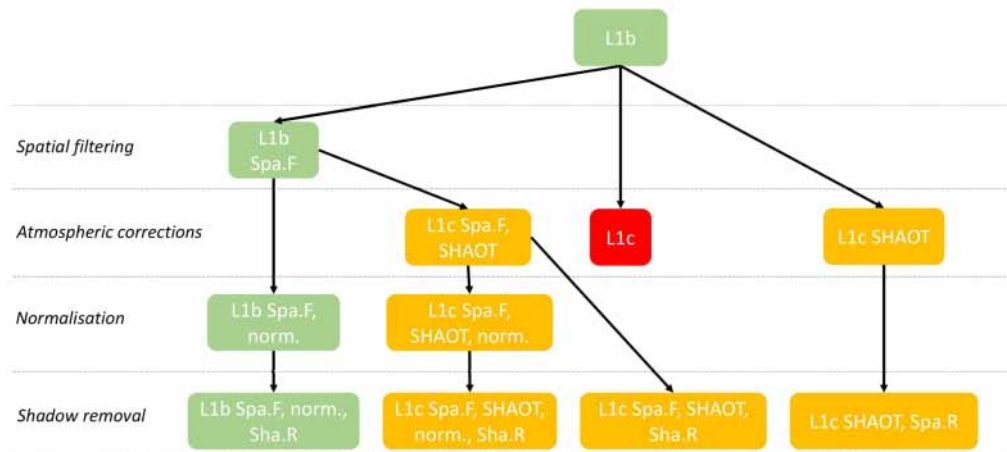 L1b
Spatial filtering
L1b
Spa.F
Atmospheric corrections
L1c Spa.F,
SHAOT
L1c
L1c SHAOT
Normalisation
L1b Spa.F,
norm.
L1c Spa.F,
SHAOT, norm.
Shadow removal
L1b Spa.F, norm.,
Sha.R
L1c Spa.F, SHAOT,
norm., Sha.R
L1c Spa.F, SHAOT,
Sha.R
L1c SHAOT, Spa.R